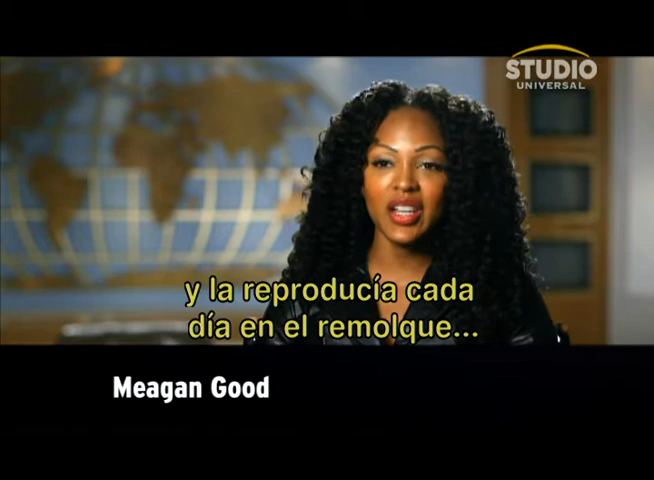 STUDIO
UNIVERSAL
y la reproducía cada
día en el remolque...
Meagan Good